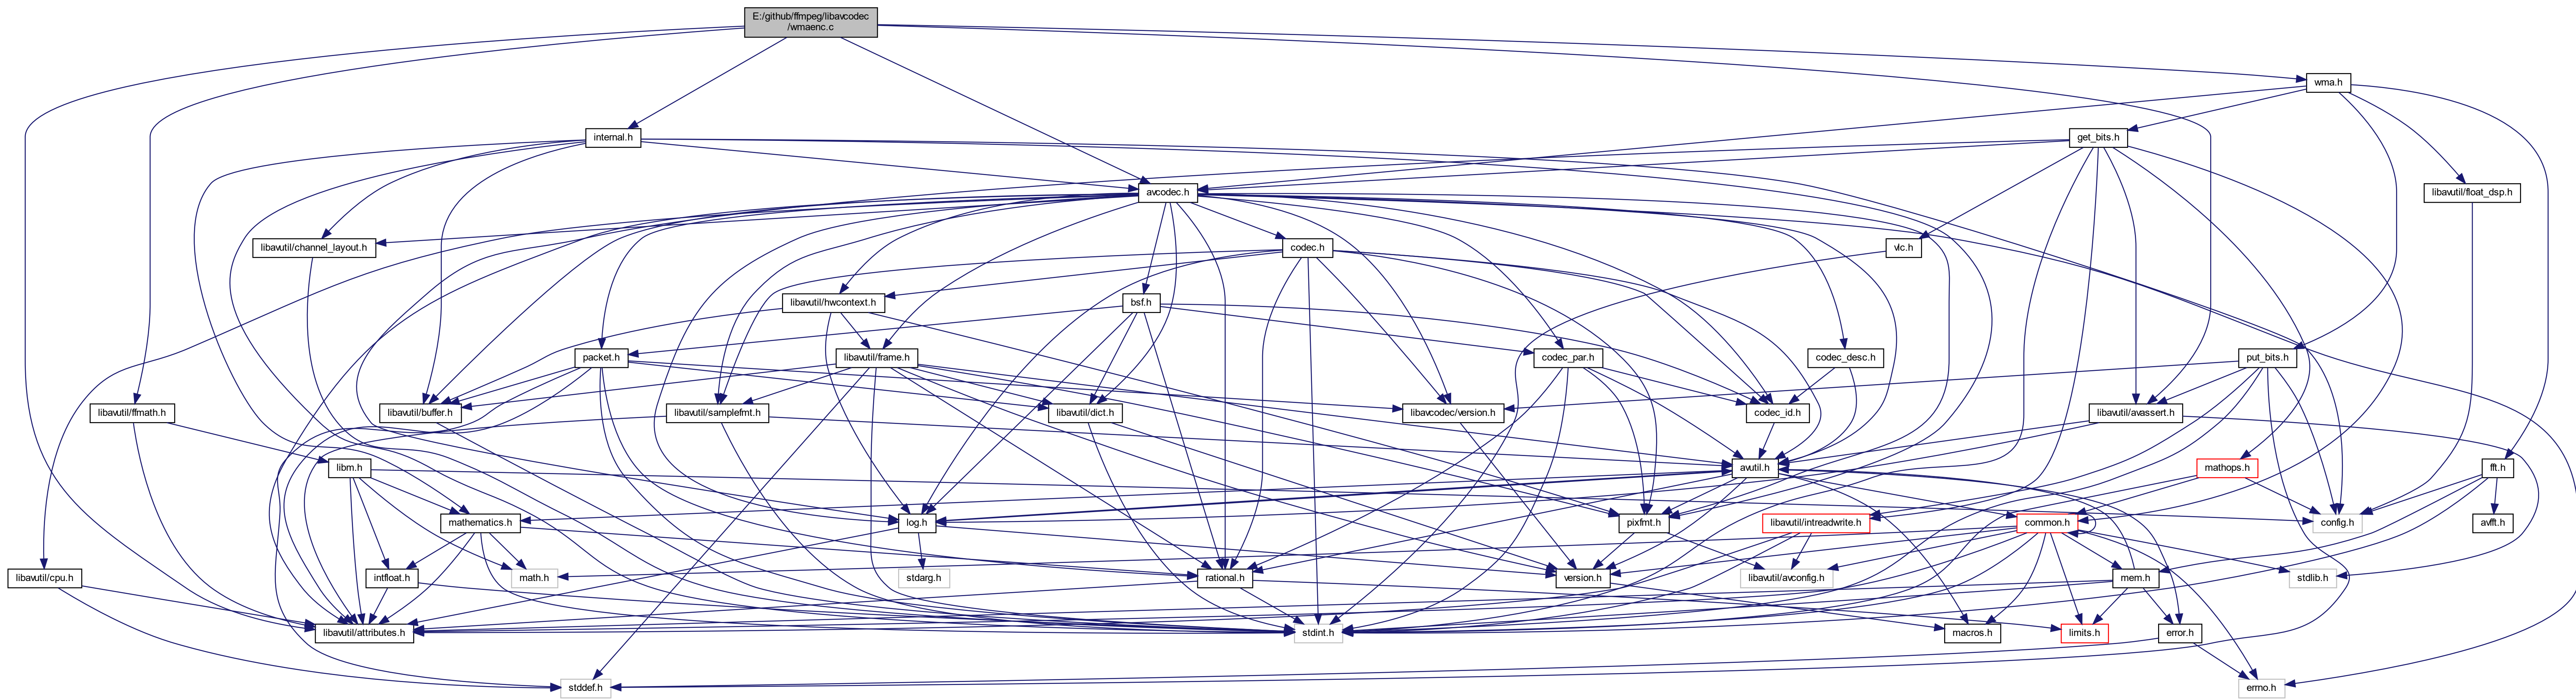 E:/github/ffmpeg/libavcodec
/wmaenc.c
wma.h
internal.h
get_bits.h
avcodec.h
libavutil/float_dsp.h
libavutil/channel_layout.h
codec.h
vlc.h
libavutil/hwcontext.h
bsf.h
packet.h
libavutil/frame.h
codec_par.h
codec_desc.h
put_bits.h
libavutil/ffmath.h
libavutil/buffer.h
libavutil/samplefmt.h
libavutil/dict.h
libavcodec/version.h
codec_id.h
libavutil/avassert.h
libm.h
avutil.h
mathops.h
fft.h
mathematics.h
log.h
pixfmt.h
libavutil/intreadwrite.h
common.h
config.h
avfft.h
libavutil/cpu.h
intfloat.h
math.h
stdarg.h
rational.h
version.h
libavutil/avconfig.h
mem.h
stdlib.h
libavutil/attributes.h
stdint.h
macros.h
limits.h
error.h
stddef.h
errno.h